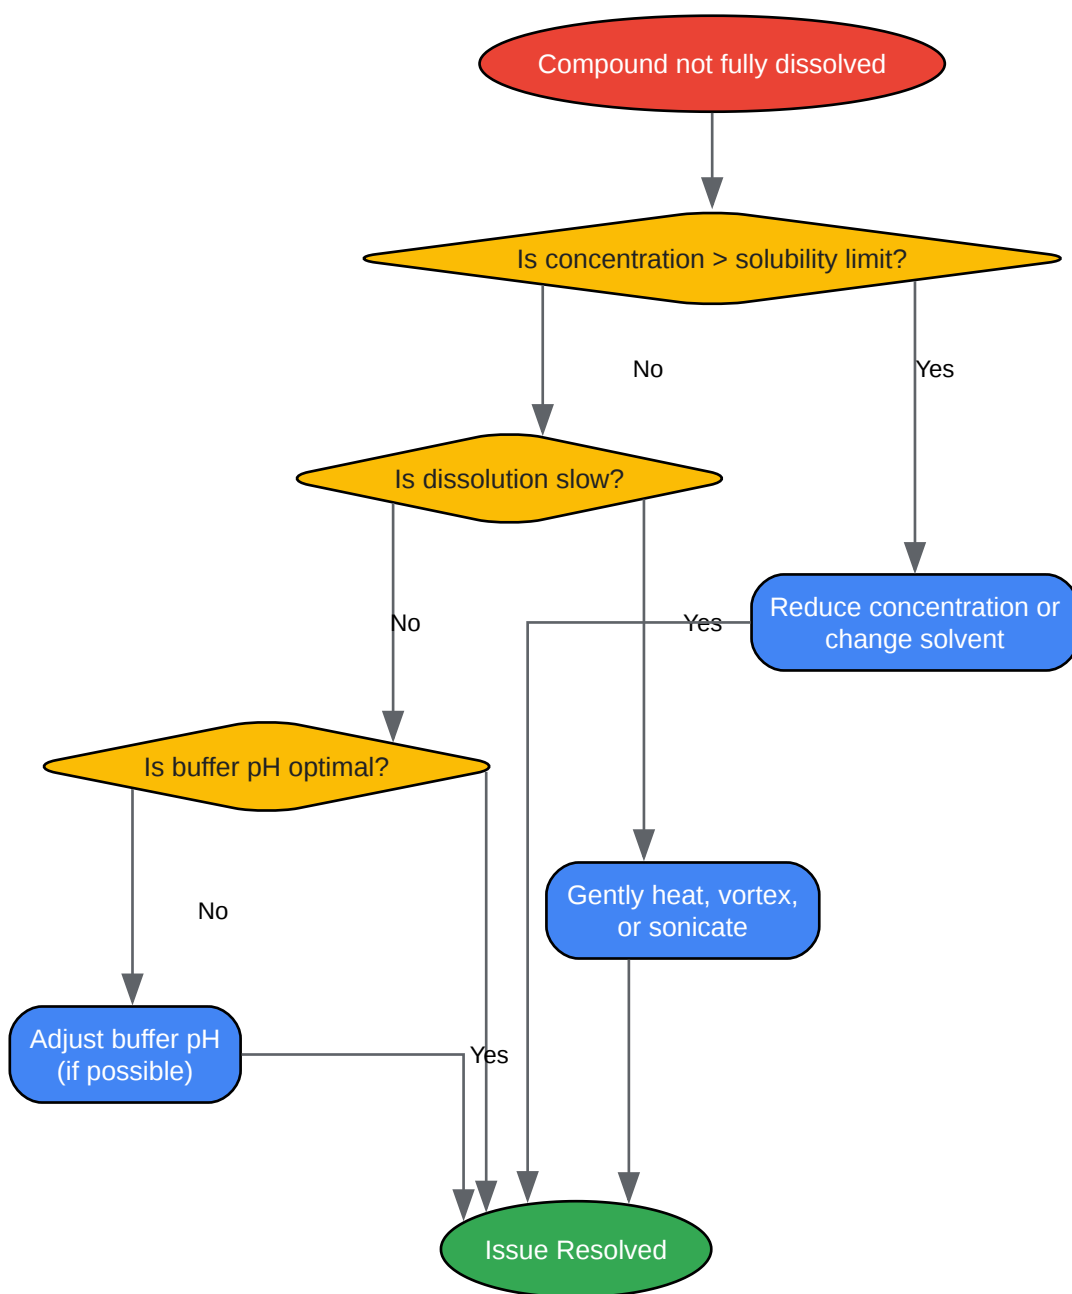 Compound not fully dissolved
Is concentration > solubility limit?
No
Yes
Is dissolution slow?
Reduce concentration or
change solvent
No
Yes
Is buffer pH optimal?
Gently heat, vortex,
or sonicate
No
Adjust buffer pH
(if possible)
Yes
Issue Resolved